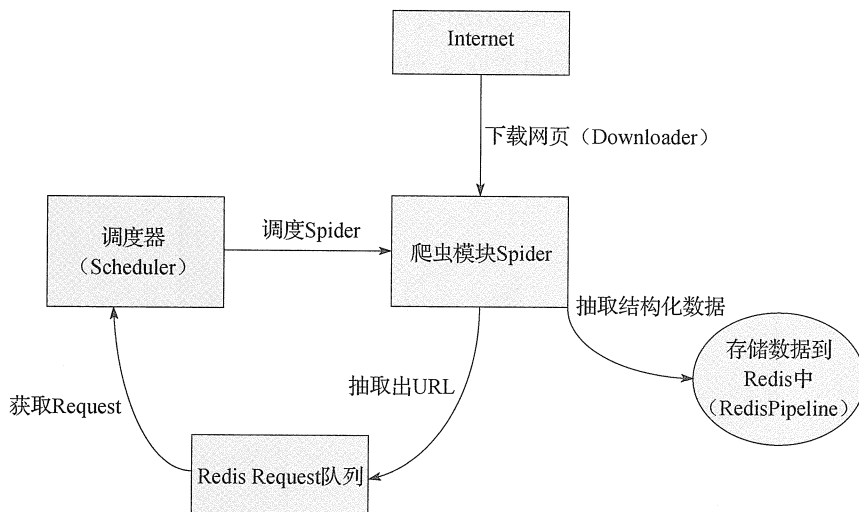 Internet
下载网页（Downloader）
调度器
（Scheduler）
调度Spider
爬虫模块Spider
抽取结构化数据
存储数据到
Redis中
（RedisPipeline）
抽取出URL
获取Request
Redis Request队列